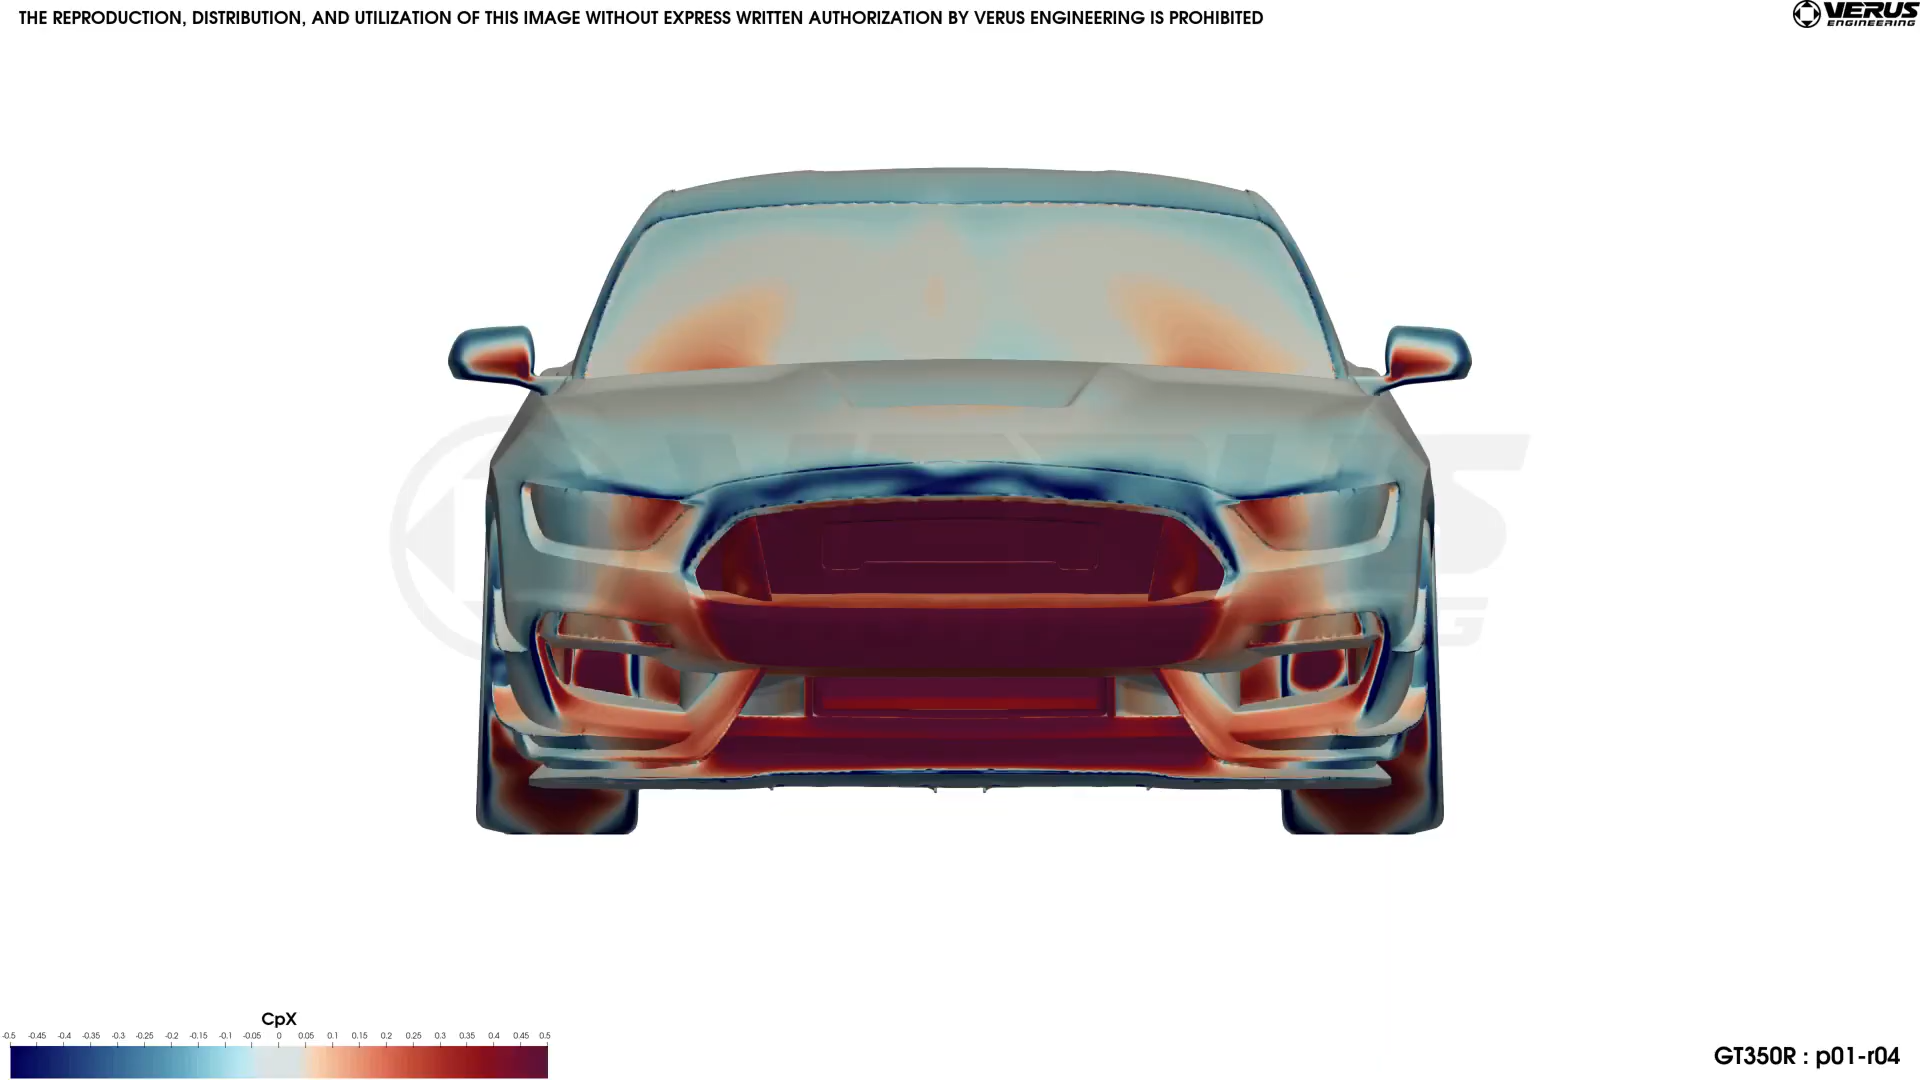 THE REPRODUCTION, DISTRIBUTION, AND UTILIZATION OF THIS IMAGE WITHOUT EXPRESS WRITTEN AUTHORIZATION BY VERUS ENGINEERING IS PROHIBITED
VERUS
ENGINEERING
VERUS
ENGINEERING
CpX
-0.5 -0.45 -0.4 -0.35 -0.3 -0.25 -0.2 -0.15 -0.1 -0.05 0 0.05 0.1 0.15 0.2 0.25 0.3 0.35 0.4 0.45 0.5
GT350R : p01-r04